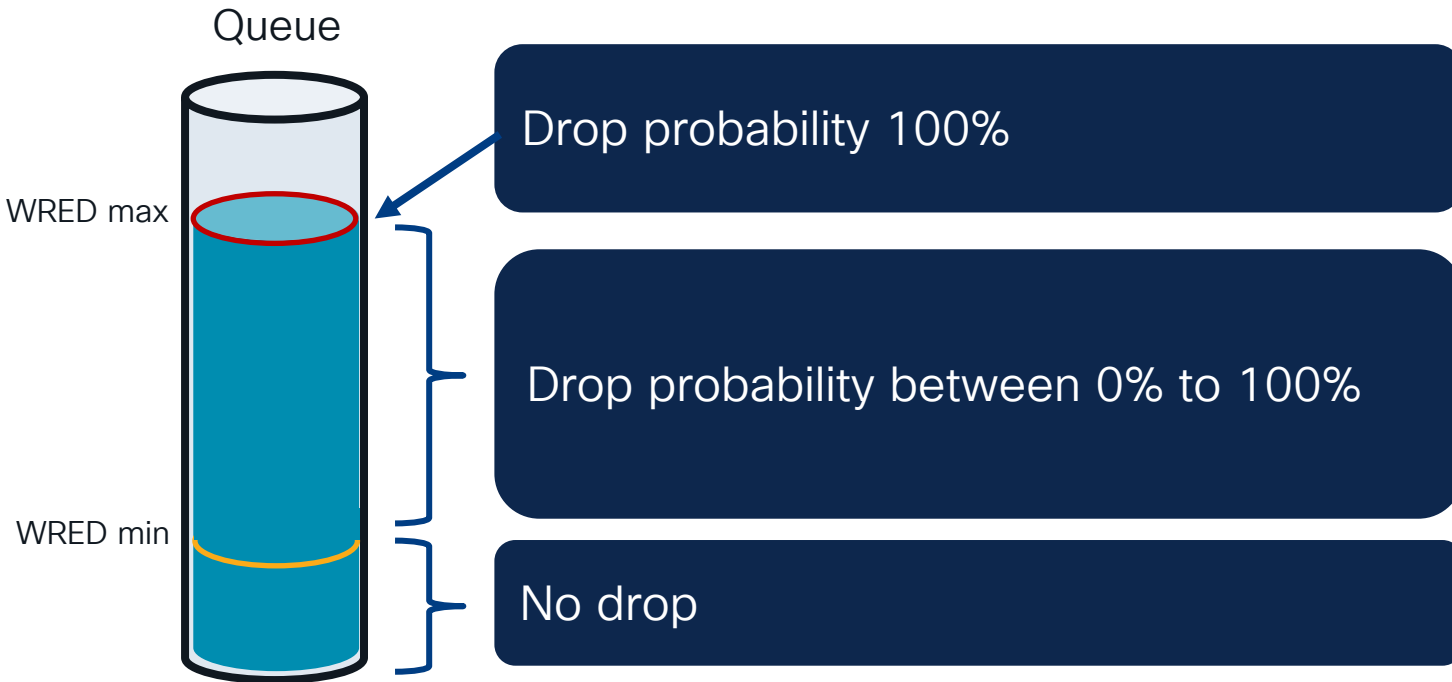 Queue
Drop probability 100%
WRED max
Drop probability between 0% to 100%
WRED min
No drop